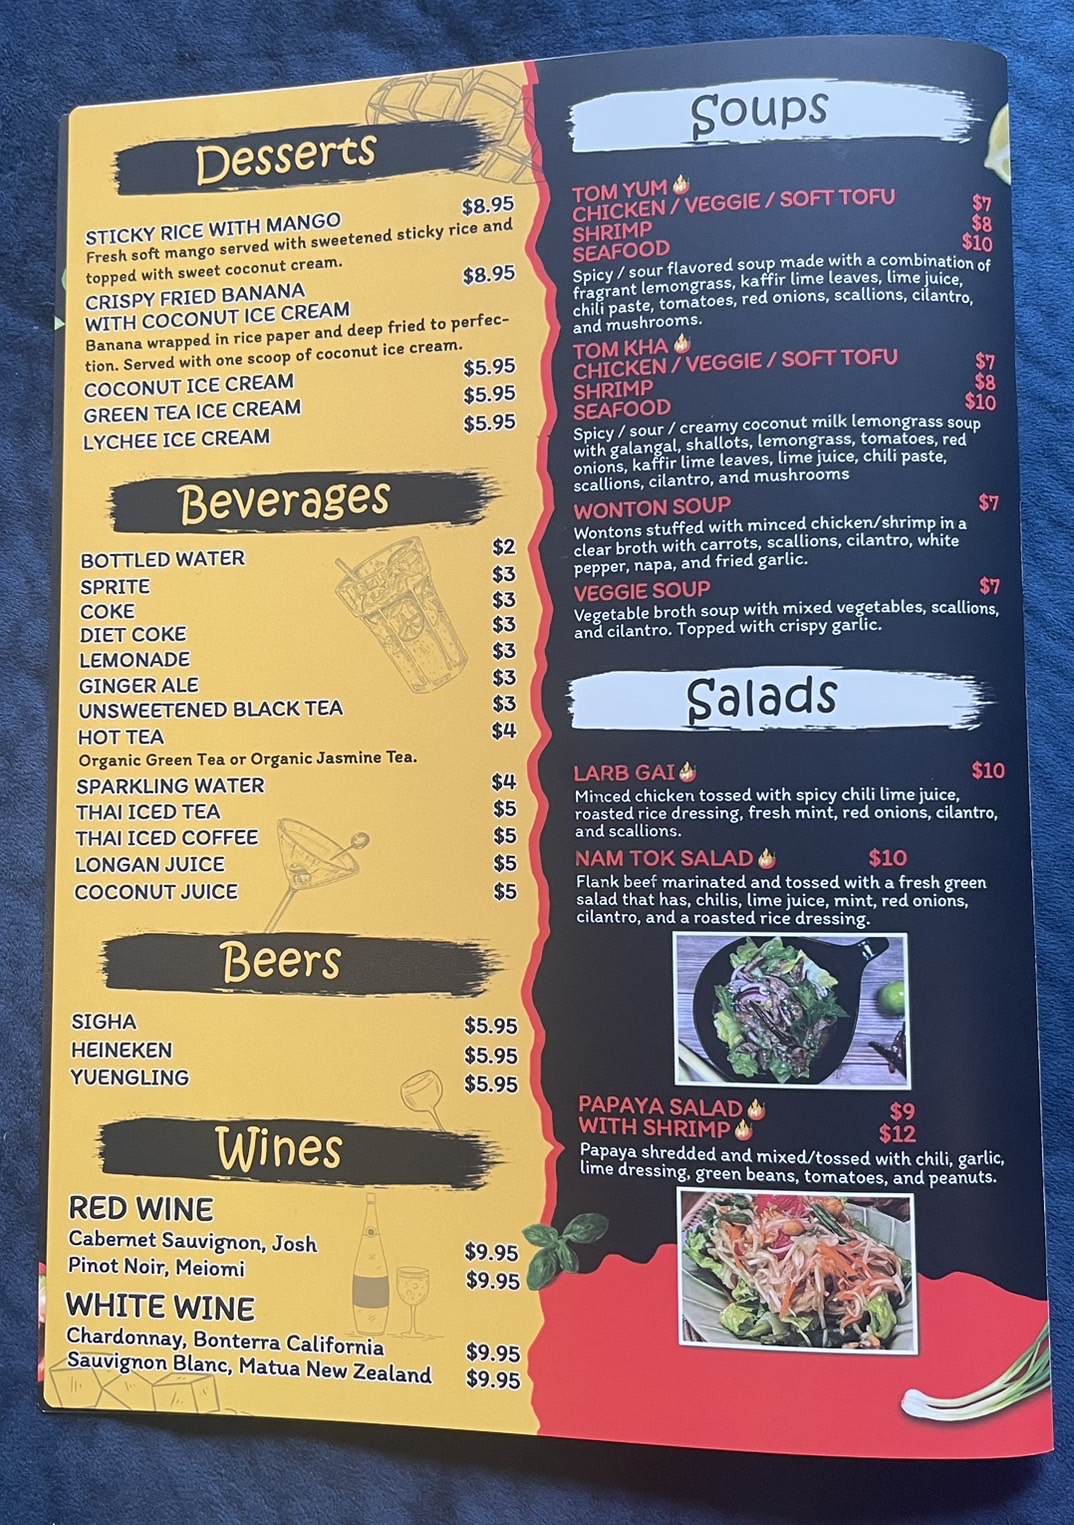 Desserts
STICKY RICE WITH MANGO $8.95
Fresh soft mango served with sweetened sticky rice and
topped with sweet coconut cream.
CRISPY FRIED BANANA $8.95
WITH COCONUT ICE CREAM
Banana wrapped in rice paper and deep fried to perfec-
tion. Served with one scoop of coconut ice cream.
COCONUT ICE CREAM $5.95
GREEN TEA ICE CREAM $5.95
LYCHEE ICE CREAM $5.95
Beverages
BOTTLED WATER $2
SPRITE $3
COKE $3
DIET COKE $3
LEMONADE $3
GINGER ALE $3
UNSWEETENED BLACK TEA $3
HOT TEA $4
Organic Green Tea or Organic Jasmine Tea.
SPARKLING WATER $4
THAI ICED TEA $5
THAI ICED COFFEE $5
LONGAN JUICE $5
COCONUT JUICE $5
Beers
SIGHA $5.95
HEINEKEN $5.95
YUENGLING $5.95
Wines
RED WINE
Cabernet Sauvignon, Josh $9.95
Pinot Noir, Meiomi $9.95
WHITE WINE
Chardonnay, Bonterra California $9.95
Sauvignon Blanc, Matua New Zealand $9.95
Soups
TOM YUM
CHICKEN / VEGGIE / SOFT TOFU $7
SHRIMP $8
SEAFOOD $10
Spicy / sour flavored soup made with a combination of
fragrant lemongrass, kaffir lime leaves, lime juice,
chili paste, tomatoes, red onions, scallions, cilantro,
and mushrooms.
TOM KHA
CHICKEN / VEGGIE / SOFT TOFU $7
SHRIMP $8
SEAFOOD $10
Spicy / sour / creamy coconut milk lemongrass soup
with galangal, shallots, lemongrass, tomatoes, red
onions, kaffir lime leaves, lime juice, chili paste,
scallions, cilantro, and mushrooms
WONTON SOUP $7
Wontons stuffed with minced chicken/shrimp in a
clear broth with carrots, scallions, cilantro, white
pepper, napa, and fried garlic.
VEGGIE SOUP $7
Vegetable broth soup with mixed vegetables, scallions,
and cilantro. Topped with crispy garlic.
Salads
LARB GAI $10
Minced chicken tossed with spicy chili lime juice,
roasted rice dressing, fresh mint, red onions, cilantro,
and scallions.
NAM TOK SALAD $10
Flank beef marinated and tossed with a fresh green
salad that has, chilis, lime juice, mint, red onions,
cilantro, and a roasted rice dressing.
PAPAYA SALAD $9
WITH SHRIMP $12
Papaya shredded and mixed/tossed with chili, garlic,
lime dressing, green beans, tomatoes, and peanuts.